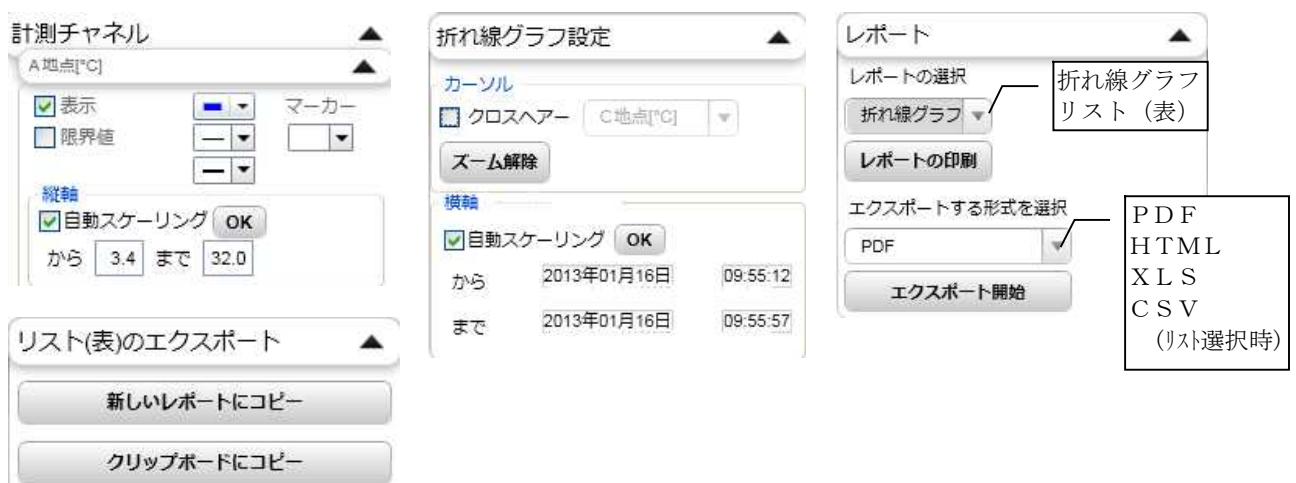 計測チャネル
A地点[°C]
表示
マーカー
限界値
縦軸
自動スケーリング OK
から 3.4 まで 32.0
リスト(表)のエクスポート
新しいレポートにコピー
クリップボードにコピー
折れ線グラフ設定
カーソル
クロスヘアー C地点[°C]
ズーム解除
横軸
自動スケーリング OK
から 2013年01月16日 09:55:12
まで 2013年01月16日 09:55:57
レポート
レポートの選択
折れ線グラフ
レポートの印刷
エクスポートする形式を選択
PDF
エクスポート開始
折れ線グラフ
リスト（表）
ＰＤＦ
ＨＴＭＬ
ＸＬＳ
ＣＳＶ
（ﾘｽﾄ選択時）